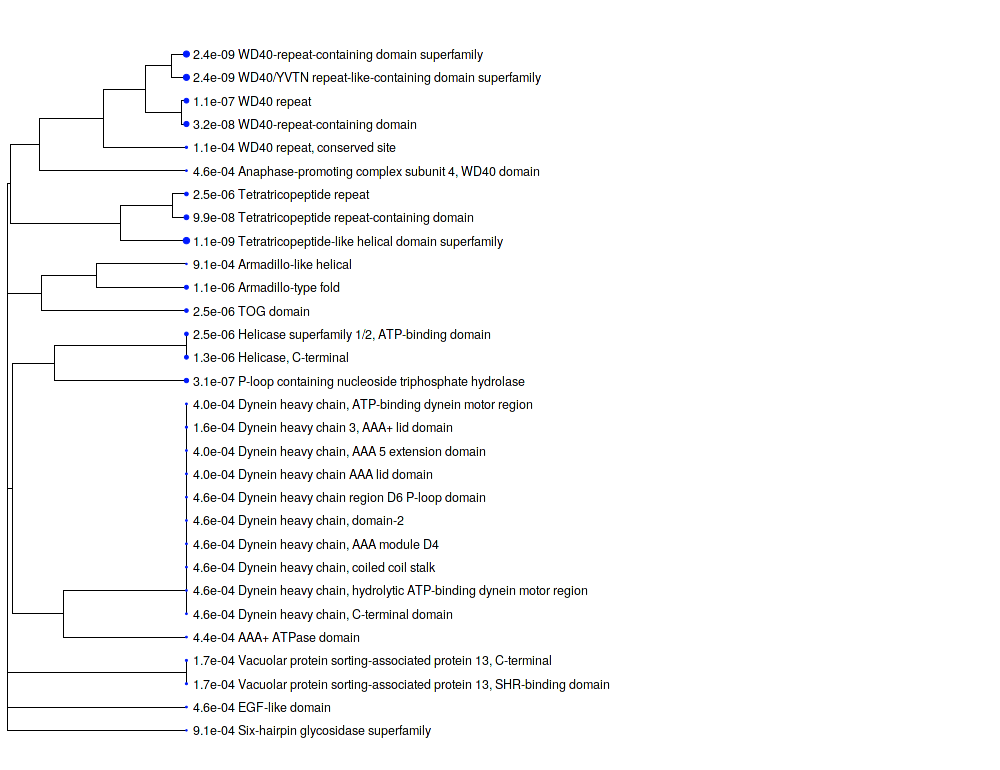 2.4e-09 WD40-repeat-containing domain superfamily
2.4e-09 WD40/YVTN repeat-like-containing domain superfamily
1.1e-07 WD40 repeat
3.2e-08 WD40-repeat-containing domain
1.1e-04 WD40 repeat, conserved site
4.6e-04 Anaphase-promoting complex subunit 4, WD40 domain
2.5e-06 Tetratricopeptide repeat
9.9e-08 Tetratricopeptide repeat-containing domain
1.1e-09 Tetratricopeptide-like helical domain superfamily
9.1e-04 Armadillo-like helical
1.1e-06 Armadillo-type fold
2.5e-06 TOG domain
2.5e-06 Helicase superfamily 1/2, ATP-binding domain
1.3e-06 Helicase, C-terminal
3.1e-07 P-loop containing nucleoside triphosphate hydrolase
4.0e-04 Dynein heavy chain, ATP-binding dynein motor region
1.6e-04 Dynein heavy chain 3, AAA+ lid domain
4.0e-04 Dynein heavy chain, AAA 5 extension domain
4.0e-04 Dynein heavy chain AAA lid domain
4.6e-04 Dynein heavy chain region D6 P-loop domain
4.6e-04 Dynein heavy chain, domain-2
4.6e-04 Dynein heavy chain, AAA module D4
4.6e-04 Dynein heavy chain, coiled coil stalk
4.6e-04 Dynein heavy chain, hydrolytic ATP-binding dynein motor region
4.6e-04 Dynein heavy chain, C-terminal domain
4.4e-04 AAA+ ATPase domain
1.7e-04 Vacuolar protein sorting-associated protein 13, C-terminal
1.7e-04 Vacuolar protein sorting-associated protein 13, SHR-binding domain
4.6e-04 EGF-like domain
9.1e-04 Six-hairpin glycosidase superfamily